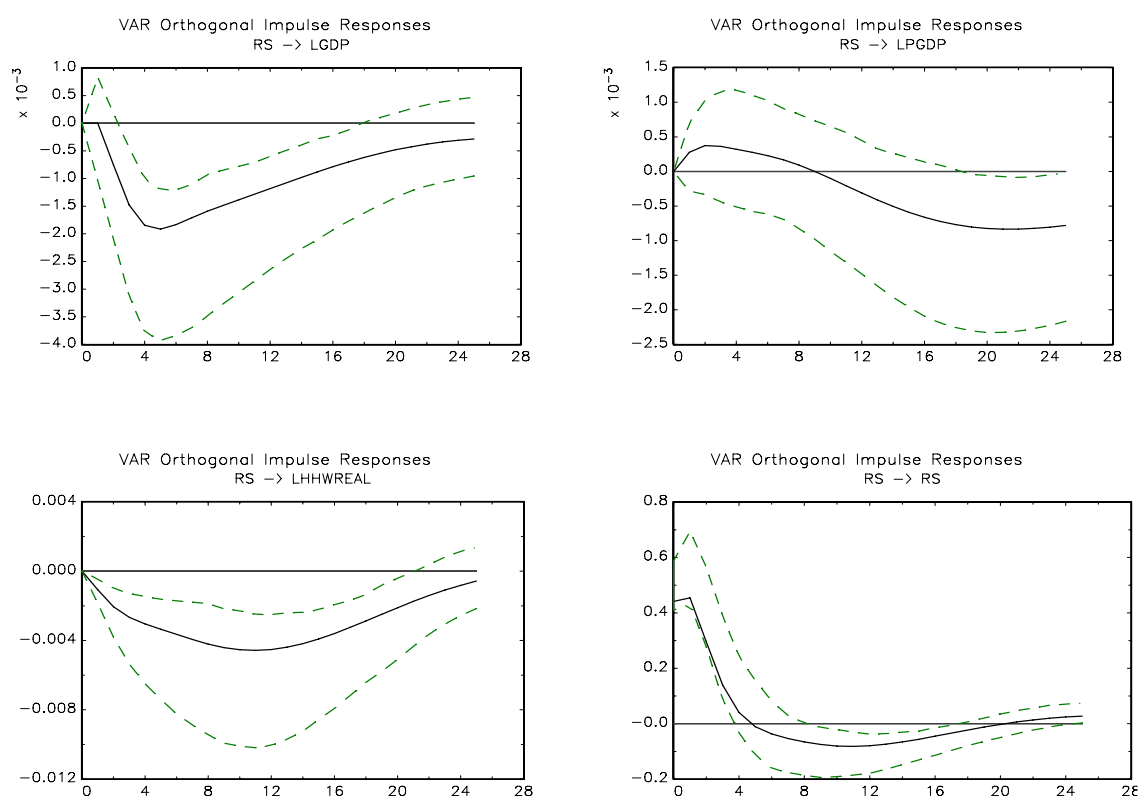 VAR Orthogonal Impulse Responses
RS -> LGDP
x 10^-3
1.0
0.5
0.0
-0.5
-1.0
-1.5
-2.0
-2.5
-3.0
-3.5
-4.0
0 4 8 12 16 20 24 28
VAR Orthogonal Impulse Responses
RS -> LPGDP
x 10^-3
1.5
1.0
0.5
0.0
-0.5
-1.0
-1.5
-2.0
-2.5
0 4 8 12 16 20 24 28
VAR Orthogonal Impulse Responses
RS -> LHHWREAL
0.004
0.000
-0.004
-0.008
-0.012
0 4 8 12 16 20 24 28
VAR Orthogonal Impulse Responses
RS -> RS
0.8
0.6
0.4
0.2
-0.0
-0.2
0 4 8 12 16 20 24 28